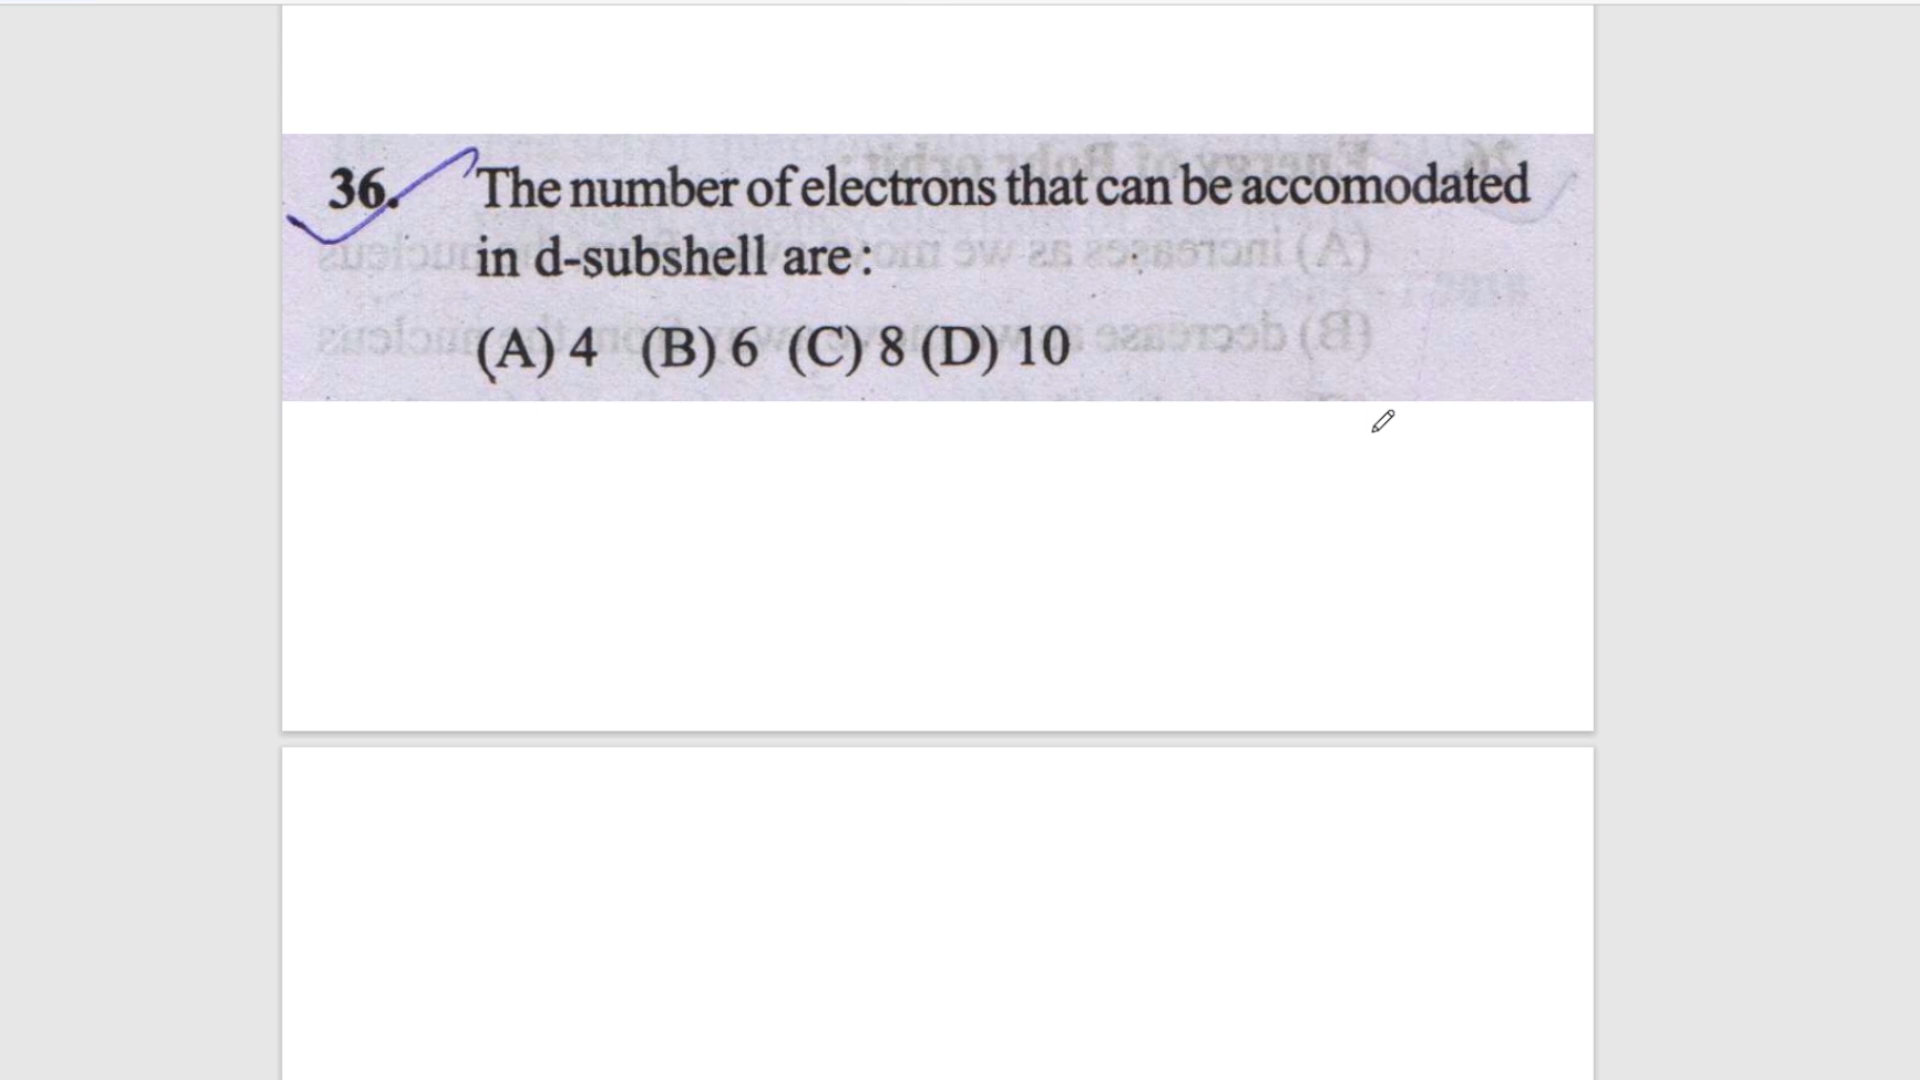 36. The number of electrons that can be accomodated
in d-subshell are :
(A) 4 (B) 6 (C) 8 (D) 10